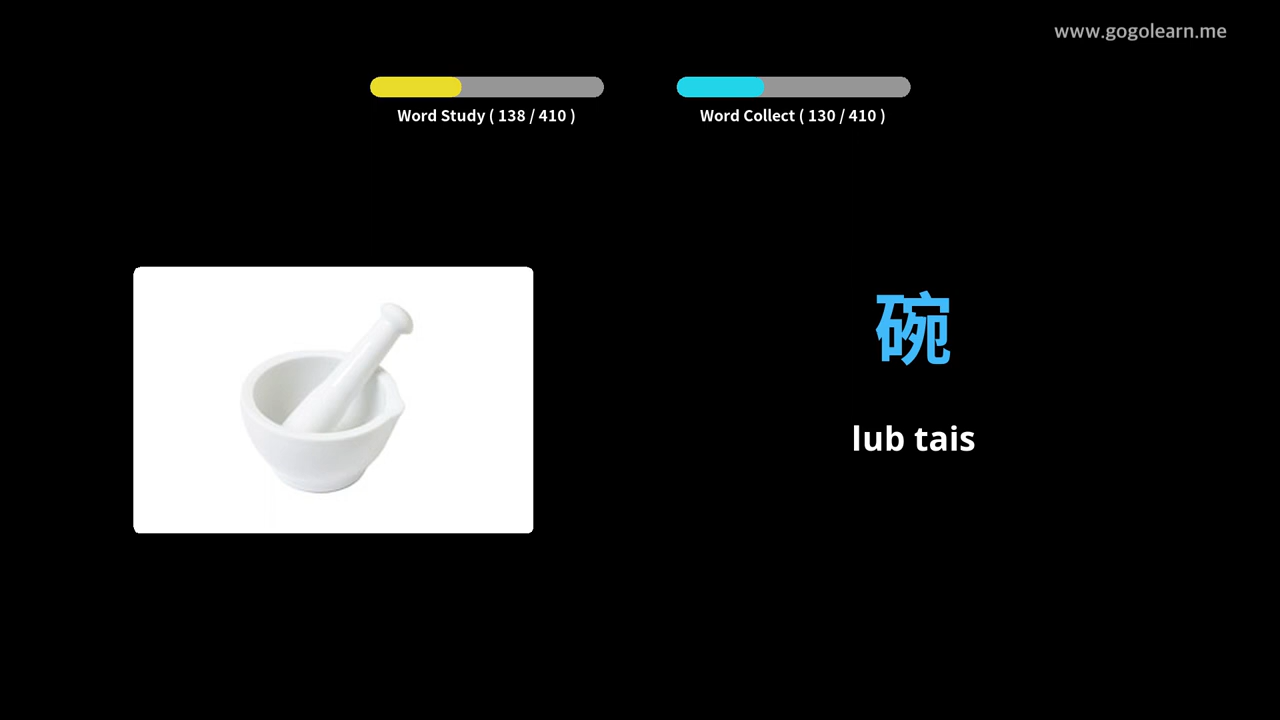 www.gogolearn.me
Word Study ( 138 / 410 )
Word Collect ( 130 / 410 )
碗
lub tais